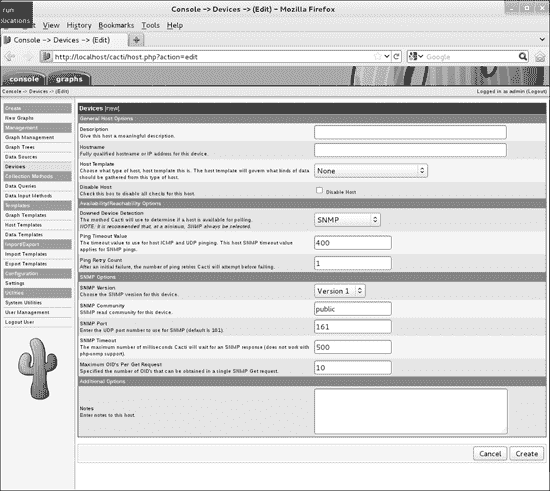 run
lications
Console -> Devices -> (Edit) - Mozilla Firefox
View History Bookmarks Tools Help
Console -> Devices -> (Edit)
http://localhost/cacti/host.php?action=edit
Google
console graphs
Console -> Devices -> (Edit)
Logged in as admin (Logout)
Create
New Graphs
Management
Graph Management
Graph Trees
Data Sources
Devices
Collection Methods
Data Queries
Data Input Methods
Templates
Graph Templates
Host Templates
Data Templates
Import/Export
Import Templates
Export Templates
Configuration
Settings
Utilities
System Utilities
User Management
Logout User
Devices [new]
General Host Options
Description
Give this host a meaningful description.
Hostname
Fully qualified hostname or IP address for this device.
Host Template
Choose what type of host, host template this is. The host template will govern what kinds of data should be gathered from this type of host.
None
Disable Host
Check this box to disable all checks for this host.
Disable Host
Availability/Reachability Options
Downed Device Detection
The method Cacti will use to determine if a host is available for polling.
NOTE: It is recommended that, at a minimum, SNMP always be selected.
SNMP
Ping Timeout Value
The timeout value to use for host ICMP and UDP pinging. This host SNMP timeout value applies for SNMP pings.
400
Ping Retry Count
After an initial failure, the number of ping retries Cacti will attempt before failing.
1
SNMP Options
SNMP Version
Choose the SNMP version for this device.
Version 1
SNMP Community
SNMP read community for this device.
public
SNMP Port
Enter the UDP port number to use for SNMP (default is 161).
161
SNMP Timeout
The maximum number of milliseconds Cacti will wait for an SNMP response (does not work with php-snmp support).
500
Maximum OID's Per Get Request
Specified the number of OID's that can be obtained in a single SNMP Get request.
10
Additional Options
Notes
Enter notes to this host.
Cancel Create